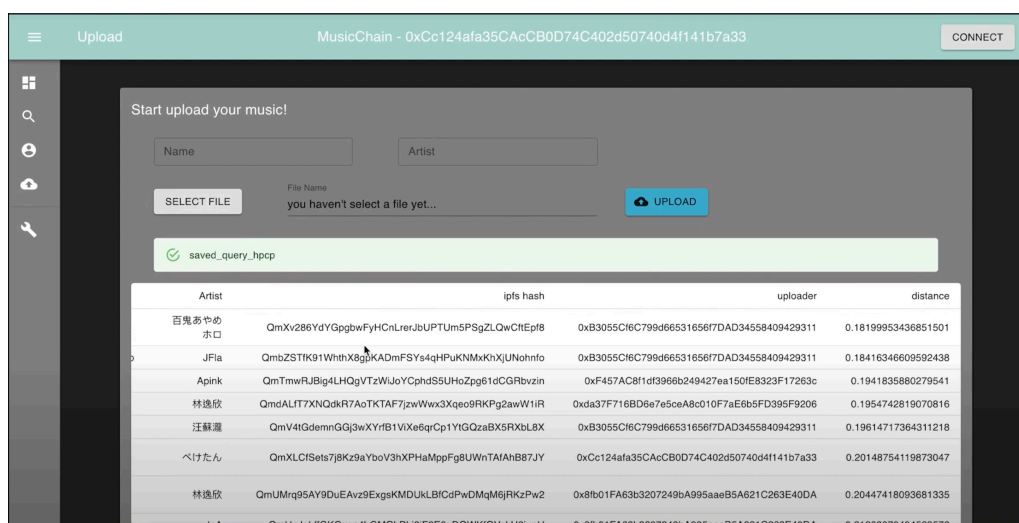 Upload MusicChain - 0xCc124afa35CAcCB0D74C402d50740d4f141b7a33 CONNECT
Start upload your music!
Name Artist
File Name
SELECT FILE you haven't select a file yet... UPLOAD
saved_query_hpcp
Artist ipfs hash uploader distance
百鬼あやめ
ホロ QmXv286YdYGpgbwFyHCnLrerJbUPTUm5PSgZLQwCftEpf8 0xB3055Cf6C799d66531656f7DAD34558409429311 0.18199953436851501
JFla QmbZSTfK91WhthX8gpKADmFSYs4qHPuKNMxKhXjUNohnfo 0xB3055Cf6C799d66531656f7DAD34558409429311 0.18416346609592438
Apink QmTmwRJBig4LHQgVTzWiJoYCphdS5UHoZpg61dCGRbvzin 0xF457AC8f1df3966b249427ea150fE8323F17263c 0.1941835880279541
林逸欣 QmdALfT7XNQdkR7AoTKTAF7jzwWwx3Xqeo9RKPg2awW1iR 0xda37F716BD6e7e5ceA8c010F7aE6b5FD395F9206 0.1954742819070816
汪蘇瀧 QmV4tGdemnGGj3wXYrfB1ViXe6qrCp1YtGQzaBX5RXbL8X 0xB3055Cf6C799d66531656f7DAD34558409429311 0.19614717364311218
べけたん QmXLCfSets7j8Kz9aYboV3hXPHaMppFg8UWnTAfAhB87JY 0xCc124afa35CAcCB0D74C402d50740d4f141b7a33 0.20148754119873047
林逸欣 QmUMrq95AY9DuEAvz9ExgsKMDUkLBfCdPwDMqM6jRKzPw2 0x8fb01FA63b3207249bA995aaeB5A621C263E40DA 0.20447418093681335